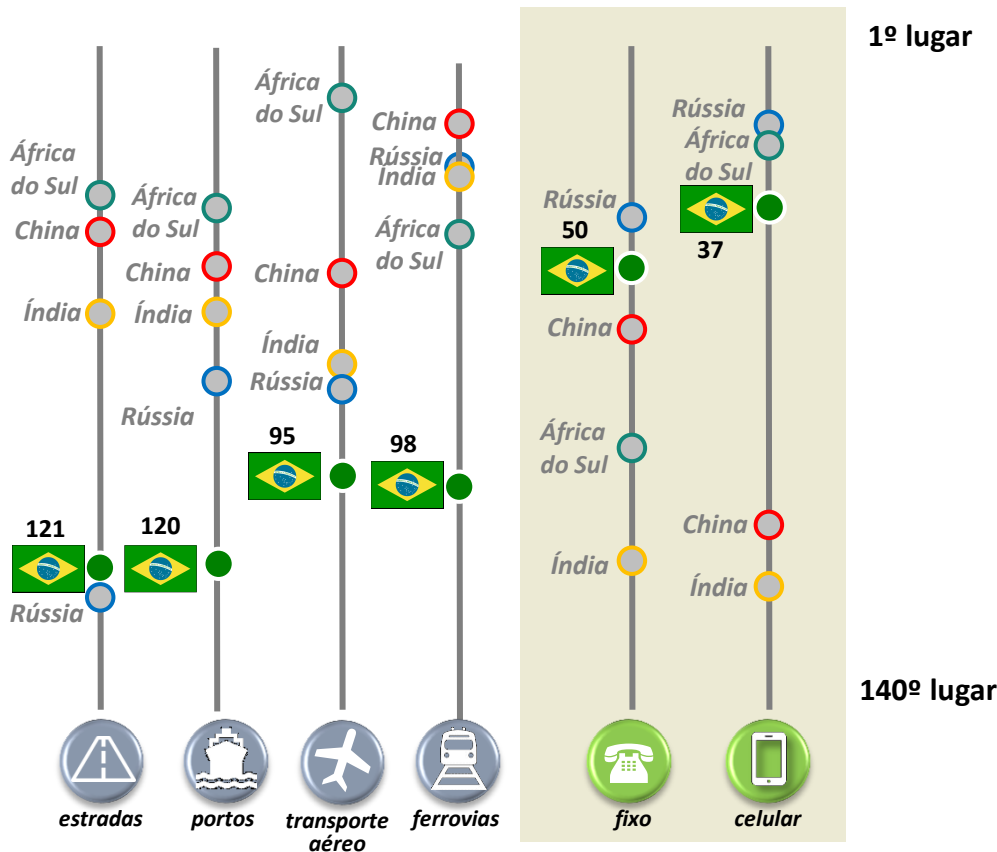 1º lugar
África
do Sul
China
Índia
121
Rússia
estradas
África
do Sul
China
Índia
Rússia
120
portos
África
do Sul
China
Índia
Rússia
95
transporte
aéreo
China
Rússia
Índia
África
do Sul
98
ferrovias
Rússia
50
China
África
do Sul
Índia
fixo
Rússia
África
do Sul
37
China
Índia
celular
140º lugar